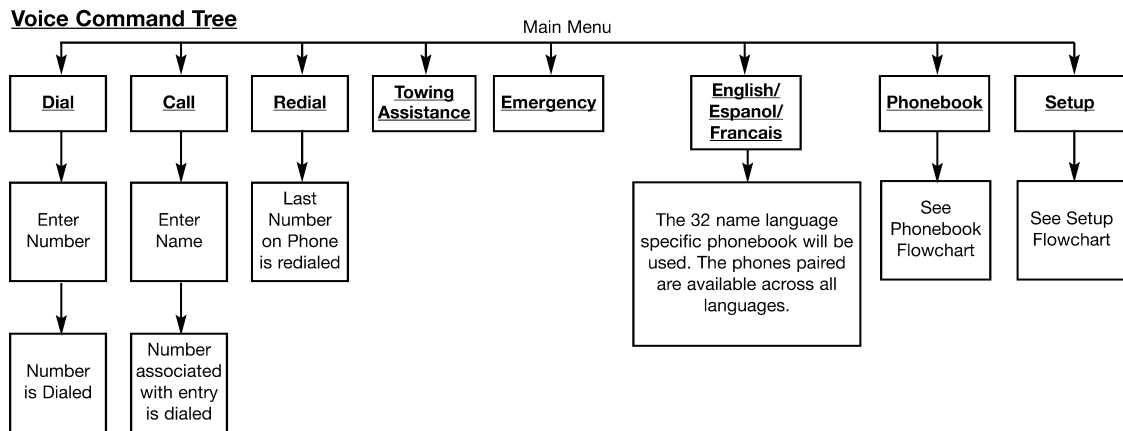 Voice Command Tree
Main Menu
Dial
Call
Redial
Towing
Assistance
Emergency
English/
Espanol/
Francais
Phonebook
Setup
Enter
Number
Enter
Name
Last
Number
on Phone
is redialed
The 32 name language
specific phonebook will be
used. The phones paired
are available across all
languages.
See
Phonebook
Flowchart
See Setup
Flowchart
Number
is Dialed
Number
associated
with entry
is dialed